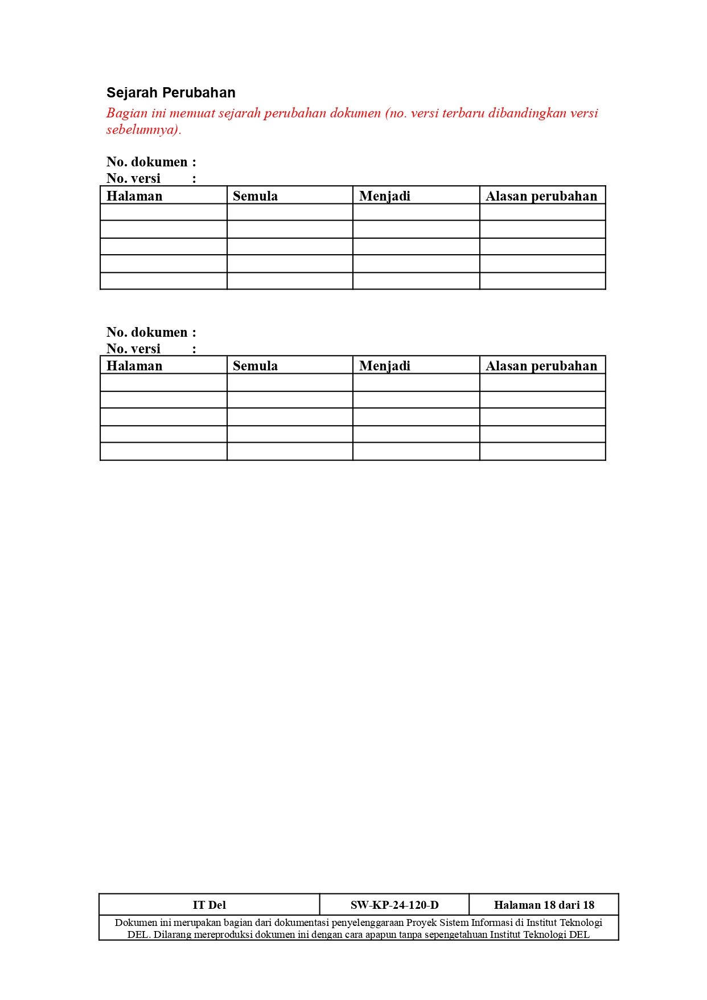 Sejarah Perubahan
Bagian ini memuat sejarah perubahan dokumen (no. versi terbaru dibandingkan versi
sebelumnya).
No. dokumen :
No. versi :
Halaman Semula Menjadi Alasan perubahan
No. dokumen :
No. versi :
Halaman Semula Menjadi Alasan perubahan
IT Del SW-KP-24-120-D Halaman 18 dari 18
Dokumen ini merupakan bagian dari dokumentasi penyelenggaraan Proyek Sistem Informasi di Institut Teknologi
DEL. Dilarang mereproduksi dokumen ini dengan cara apapun tanpa sepengetahuan Institut Teknologi DEL